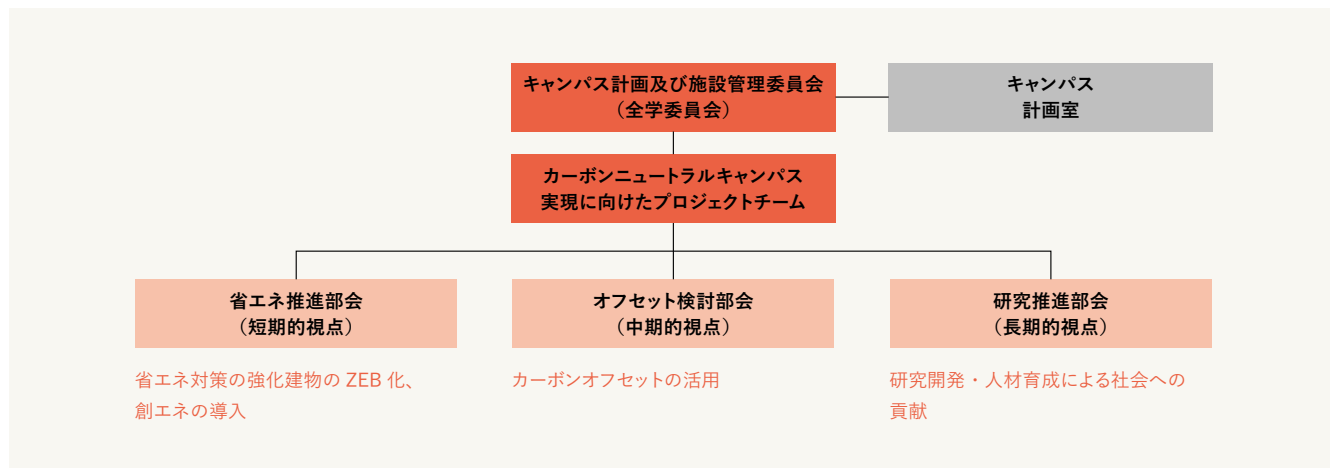 キャンパス計画及び施設管理委員会
（全学委員会）
キャンパス
計画室
カーボンニュートラルキャンパス
実現に向けたプロジェクトチーム
省エネ推進部会
（短期的視点）
オフセット検討部会
（中期的視点）
研究推進部会
（長期的視点）
省エネ対策の強化建物の ZEB 化、
創エネの導入
カーボンオフセットの活用
研究開発・人材育成による社会への
貢献